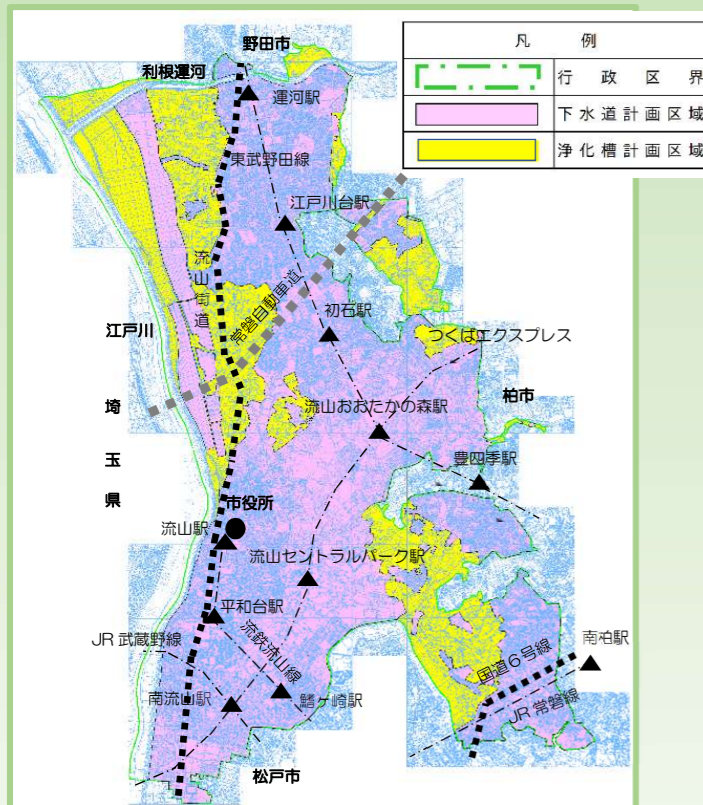 凡例
行政区界
下水道計画区域
浄化槽計画区域
野田市
利根運河
運河駅
東武野田線
江戸川台駅
流山街道
常磐自動車道
初石駅
江戸川
つくばエクスプレス
埼玉県
流山おおたかの森駅
柏市
豊四季駅
市役所
流山駅
流山セントラルパーク駅
平和台駅
JR武蔵野線
流鉄流山線
国道6号線
南柏駅
南流山駅
鰭ヶ崎駅
JR常磐線
松戸市